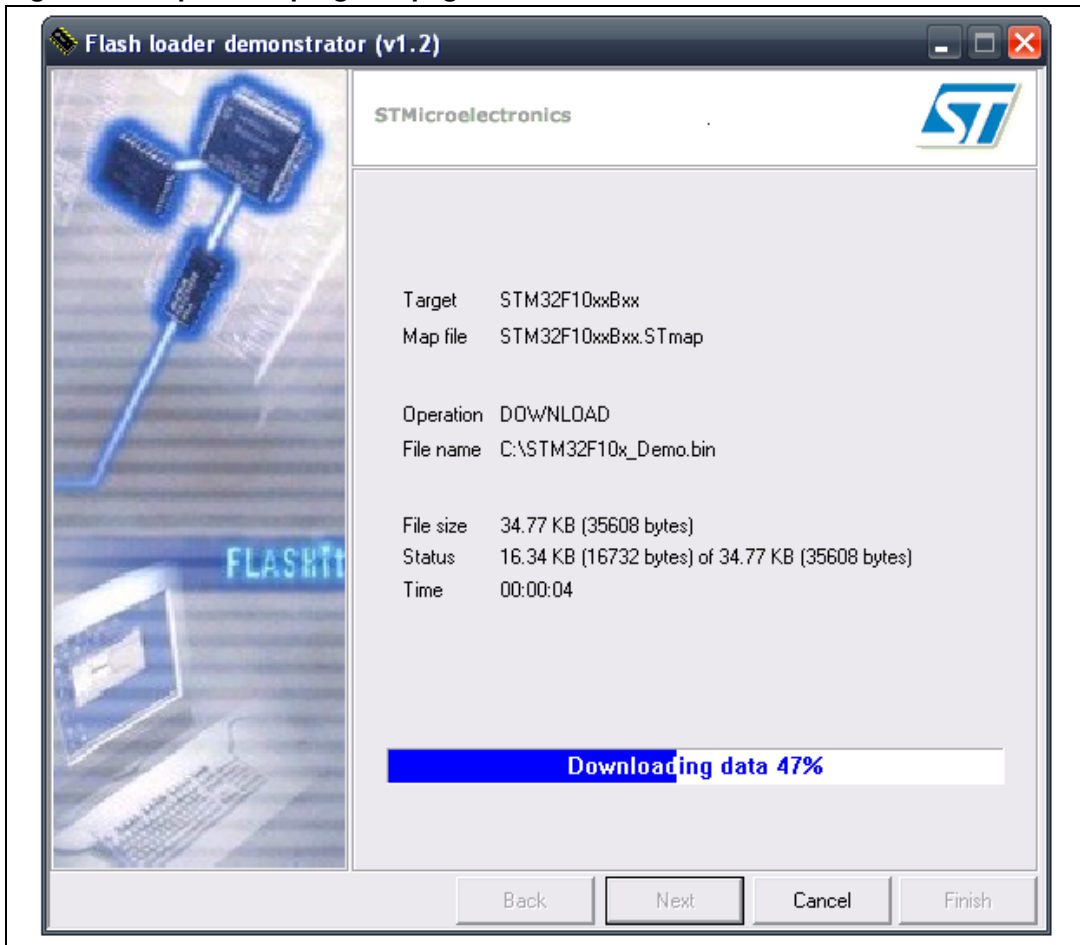 Flash loader demonstrator (v1.2)
STMicroelectronics
ST
Target STM32F10xxBxx
Map file STM32F10xxBxx.STmap
Operation DOWNLOAD
File name C:\STM32F10x_Demo.bin
File size 34.77 KB (35608 bytes)
Status 16.34 KB (16732 bytes) of 34.77 KB (35608 bytes)
Time 00:00:04
FLASHit
Downloading data 47%
Back Next Cancel Finish